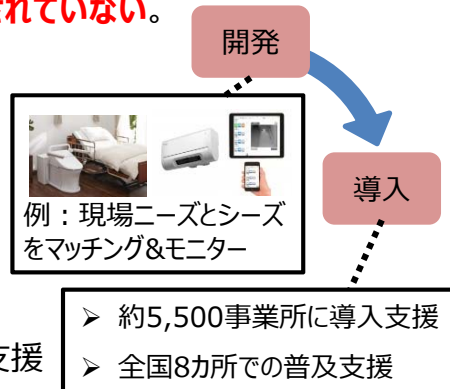 されていない。
開発
例：現場ニーズとシーズ
をマッチング&モニター
導入
➢ 約5,500事業所に導入支援
支援
➢ 全国8カ所での普及支援